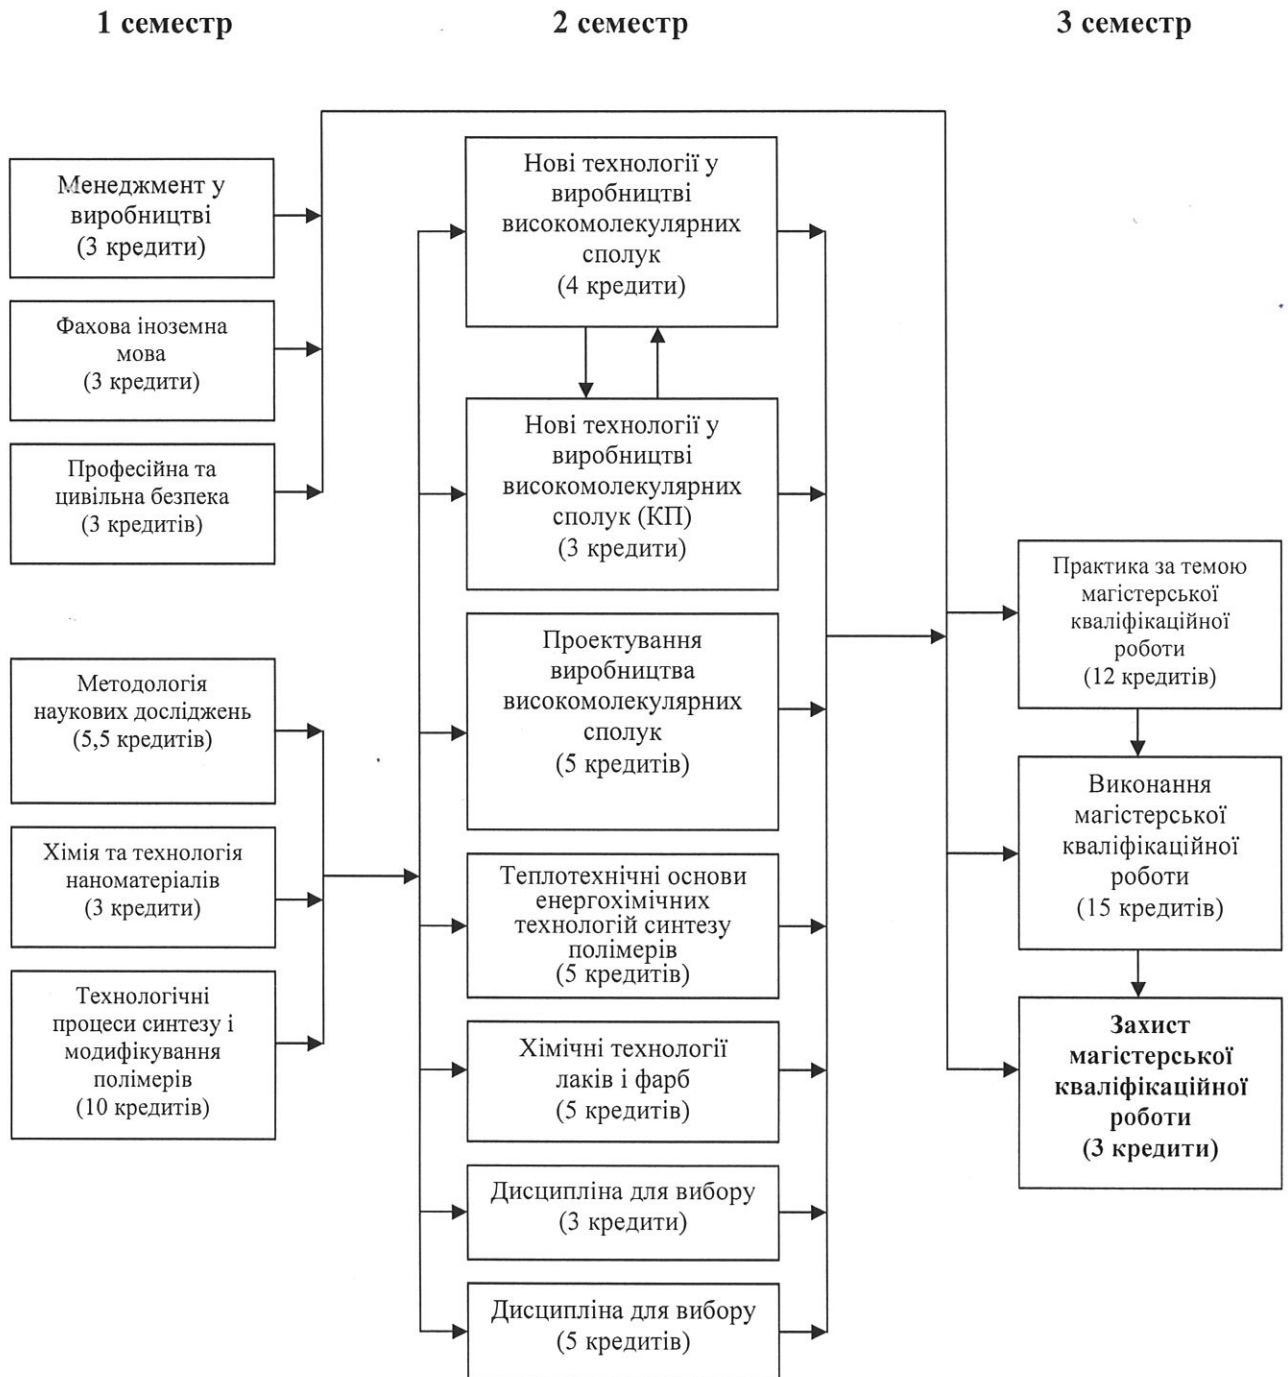 1 семестр
2 семестр
3 семестр
Менеджмент у
виробництві
(3 кредити)
Фахова іноземна
мова
(3 кредити)
Професійна та
цивільна безпека
(3 кредитів)
Методологія
наукових досліджень
(5,5 кредитів)
Хімія та технологія
наноматеріалів
(3 кредити)
Технологічні
процеси синтезу і
модифікування
полімерів
(10 кредитів)
Нові технології у
виробництві
високомолекулярних
сполук
(4 кредити)
Нові технології у
виробництві
високомолекулярних
сполук (КП)
(3 кредити)
Проектування
виробництва
високомолекулярних
сполук
(5 кредитів)
Теплотехнічні основи
енергохімічних
технологій синтезу
полімерів
(5 кредитів)
Хімічні технології
лаків і фарб
(5 кредитів)
Дисципліна для вибору
(3 кредити)
Дисципліна для вибору
(5 кредитів)
Практика за темою
магістерської
кваліфікаційної
роботи
(12 кредитів)
Виконання
магістерської
кваліфікаційної
роботи
(15 кредитів)
Захист
магістерської
кваліфікаційної
роботи
(3 кредити)